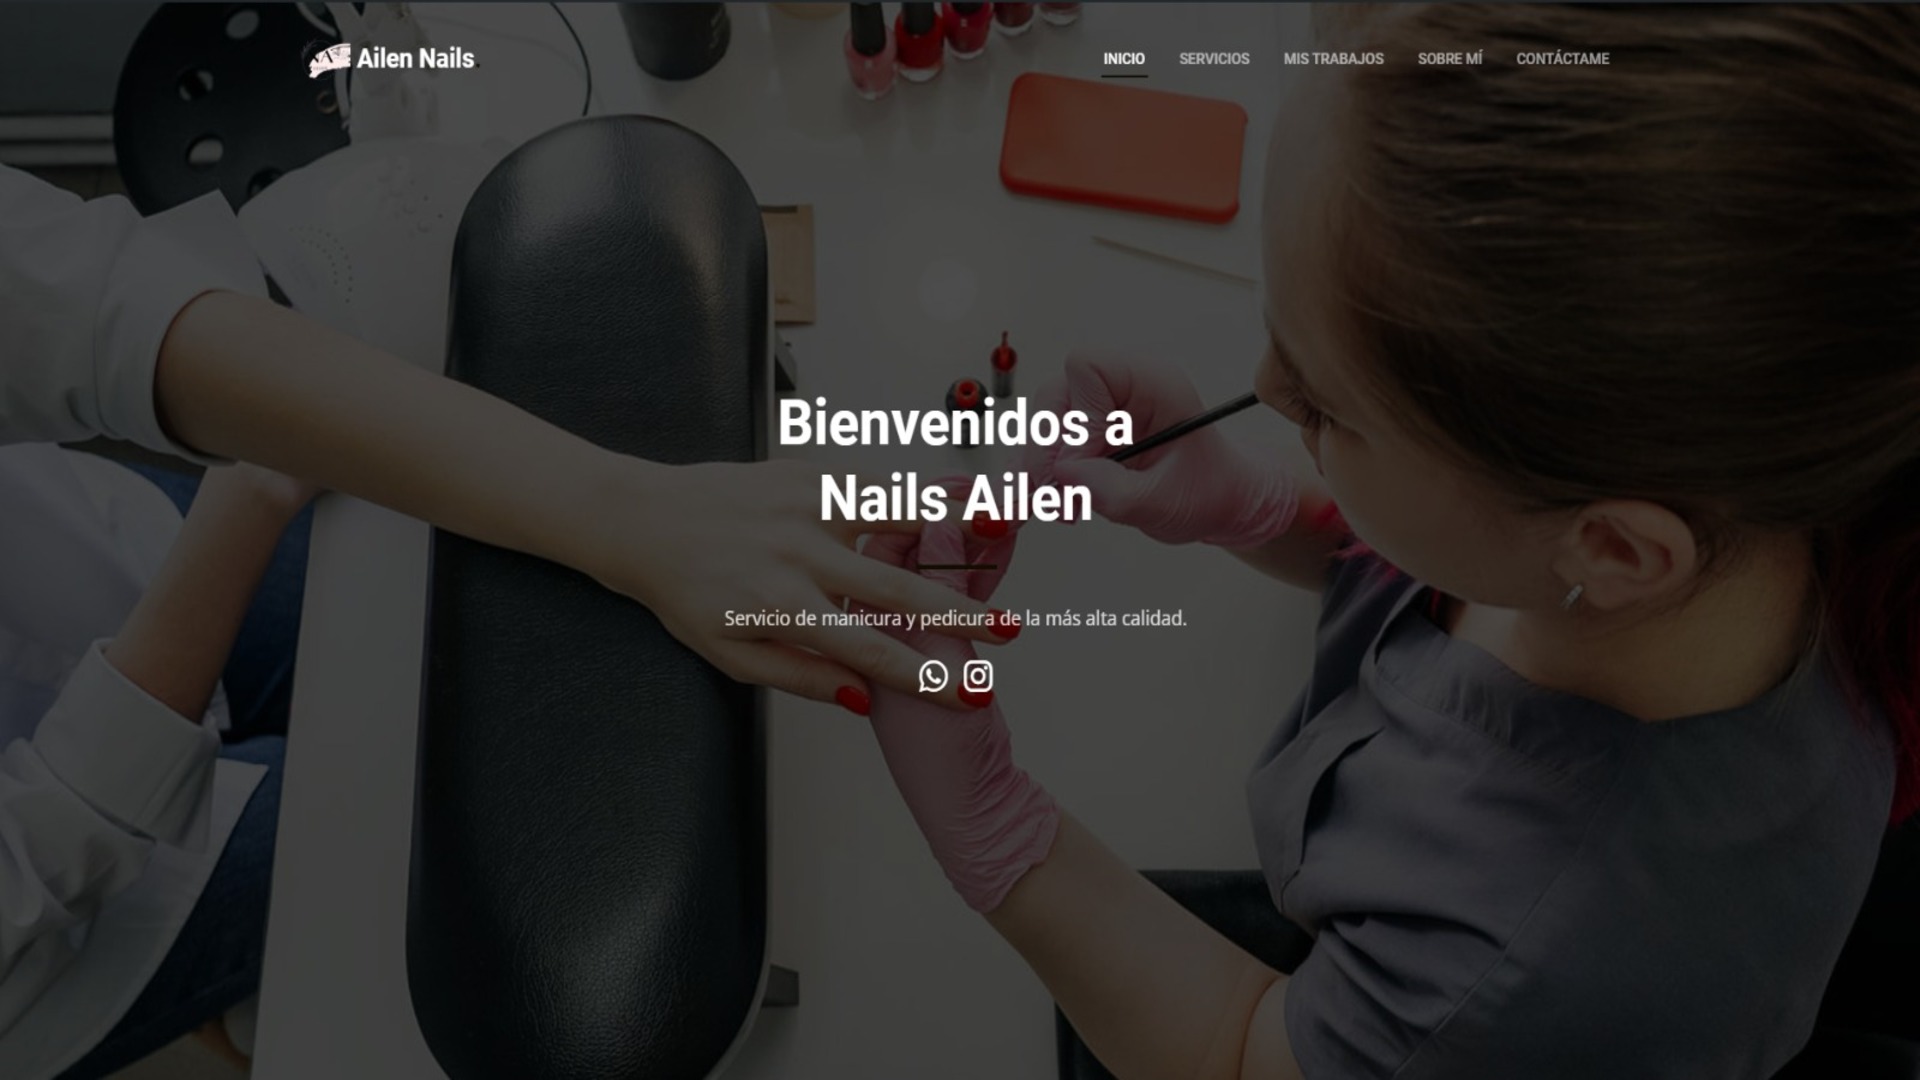 Ailen Nails.
INICIO SERVICIOS MIS TRABAJOS SOBRE MÍ CONTÁCTAME
Bienvenidos a
Nails Ailen
Servicio de manicura y pedicura de la más alta calidad.